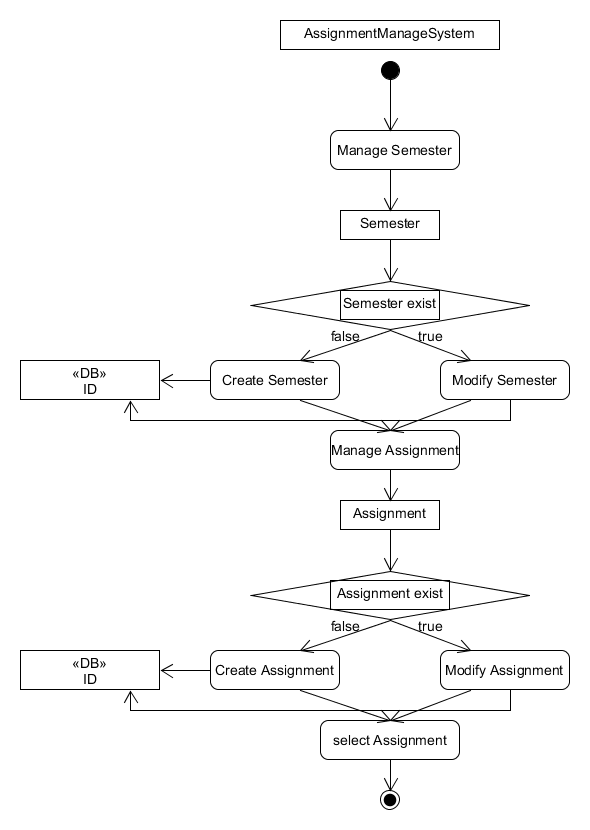 AssignmentManageSystem
Manage Semester
Semester
Semester exist
false
true
«DB»
ID
Create Semester
Modify Semester
Manage Assignment
Assignment
Assignment exist
false
true
«DB»
ID
Create Assignment
Modify Assignment
select Assignment